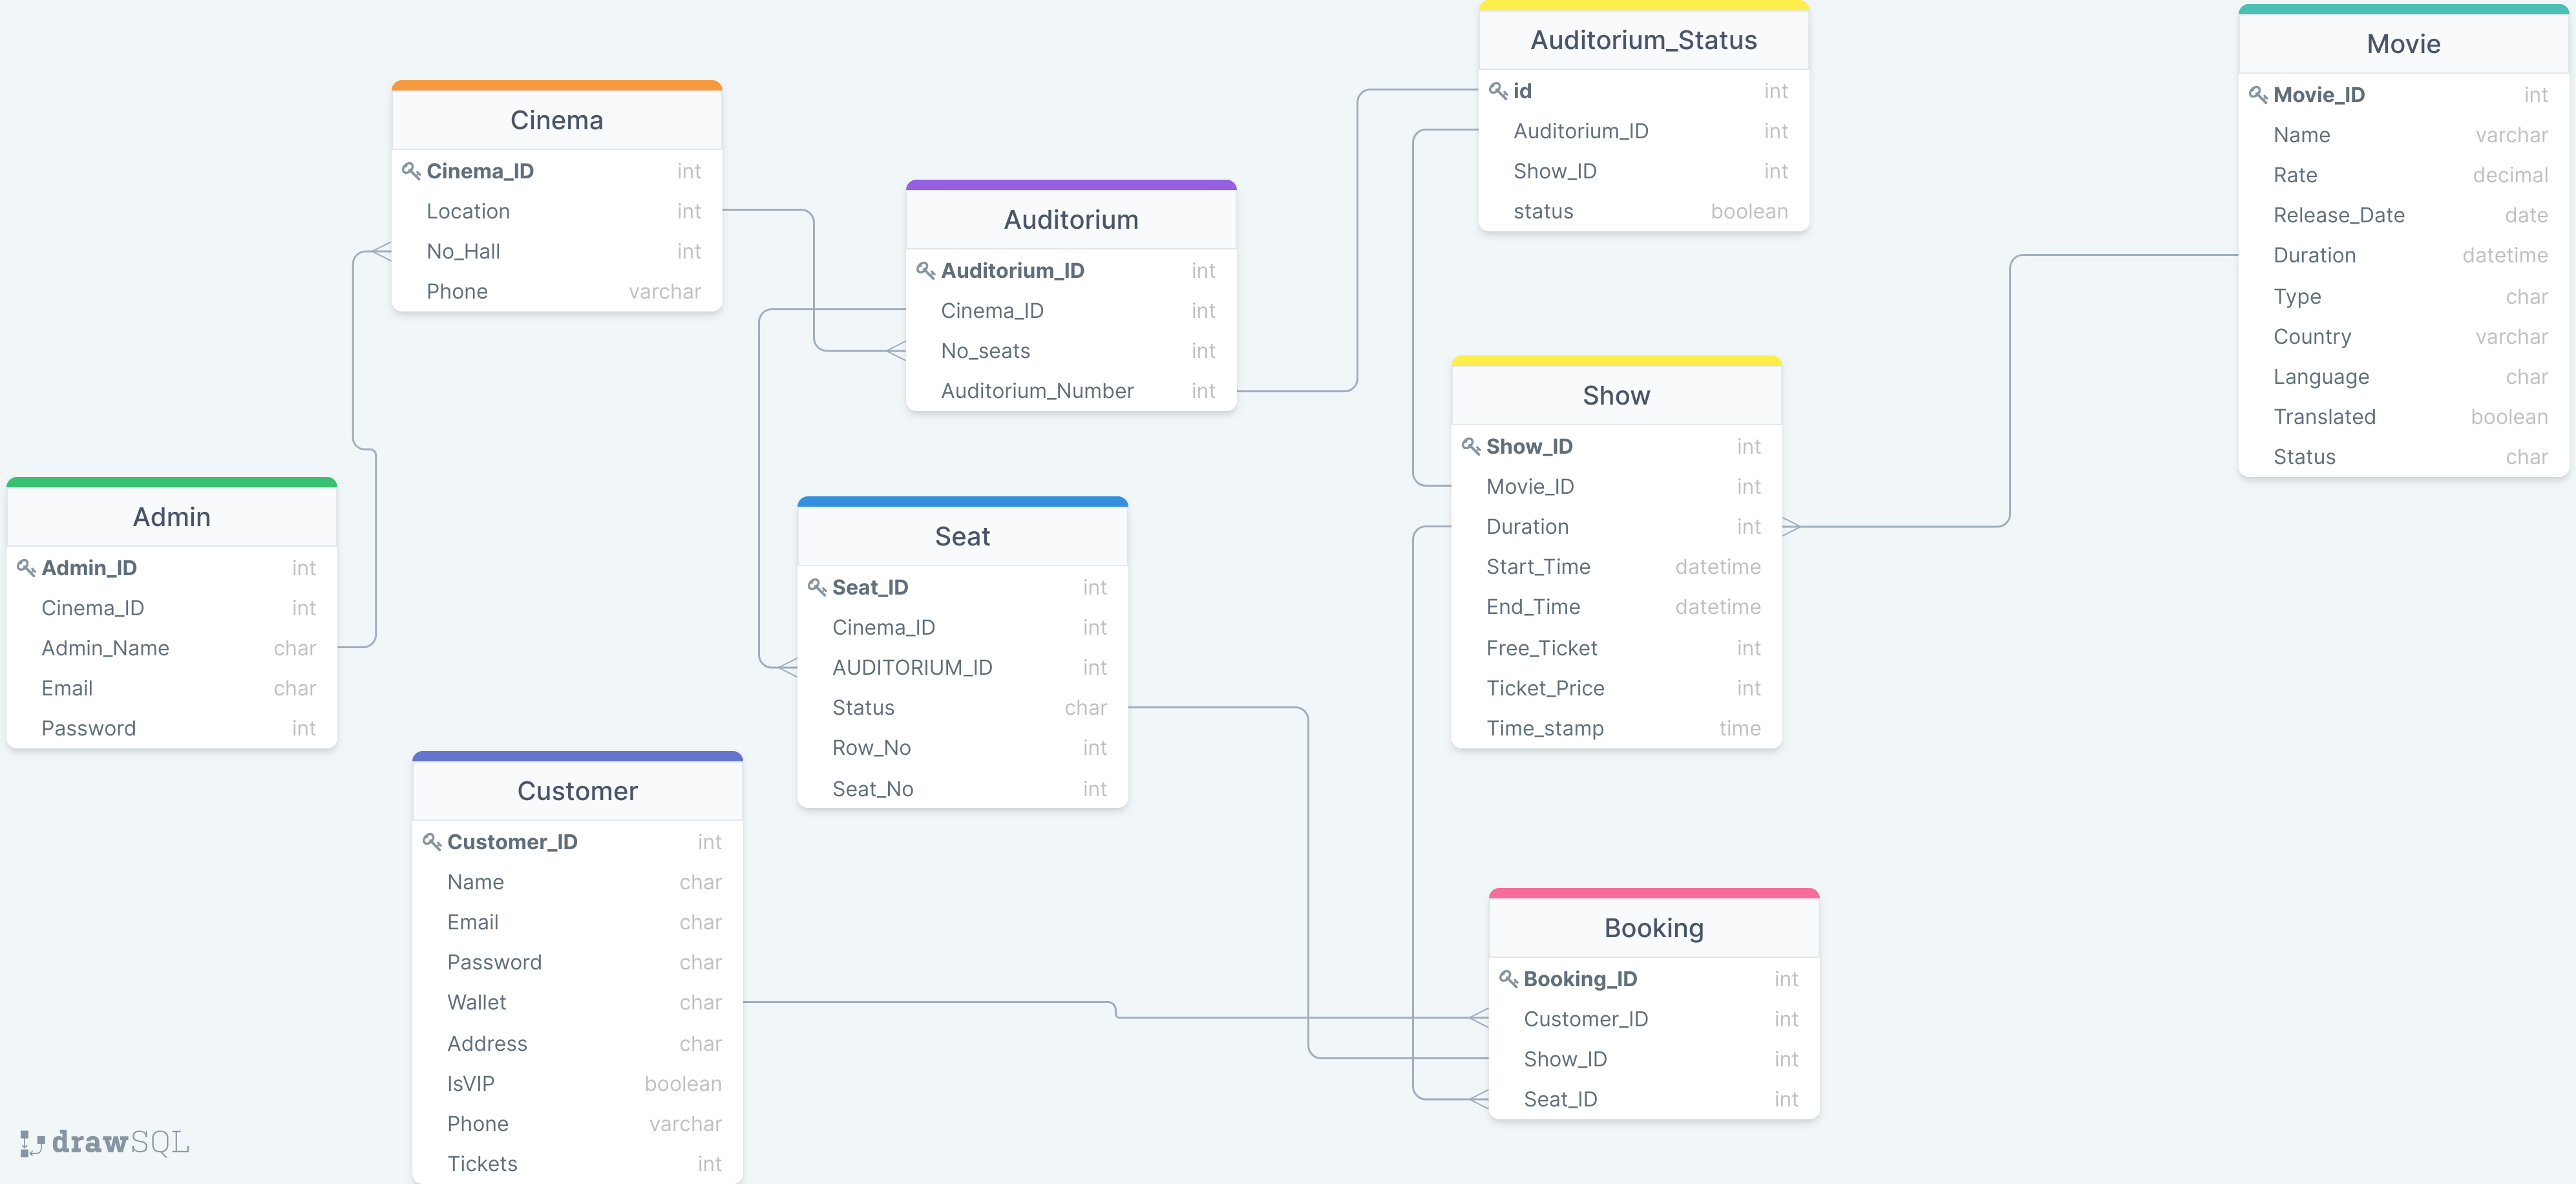 Auditorium_Status
id int
Auditorium_ID int
Show_ID int
status boolean
Movie
Movie_ID int
Name varchar
Rate decimal
Release_Date date
Duration datetime
Type char
Country varchar
Language char
Translated boolean
Status char
Cinema
Cinema_ID int
Location int
No_Hall int
Phone varchar
Auditorium
Auditorium_ID int
Cinema_ID int
No_seats int
Auditorium_Number int
Show
Show_ID int
Movie_ID int
Duration int
Start_Time datetime
End_Time datetime
Free_Ticket int
Ticket_Price int
Time_stamp time
Admin
Admin_ID int
Cinema_ID int
Admin_Name char
Email char
Password int
Seat
Seat_ID int
Cinema_ID int
AUDITORIUM_ID int
Status char
Row_No int
Seat_No int
Customer
Customer_ID int
Name char
Email char
Password char
Wallet char
Address char
IsVIP boolean
Phone varchar
Tickets int
Booking
Booking_ID int
Customer_ID int
Show_ID int
Seat_ID int
drawSQL